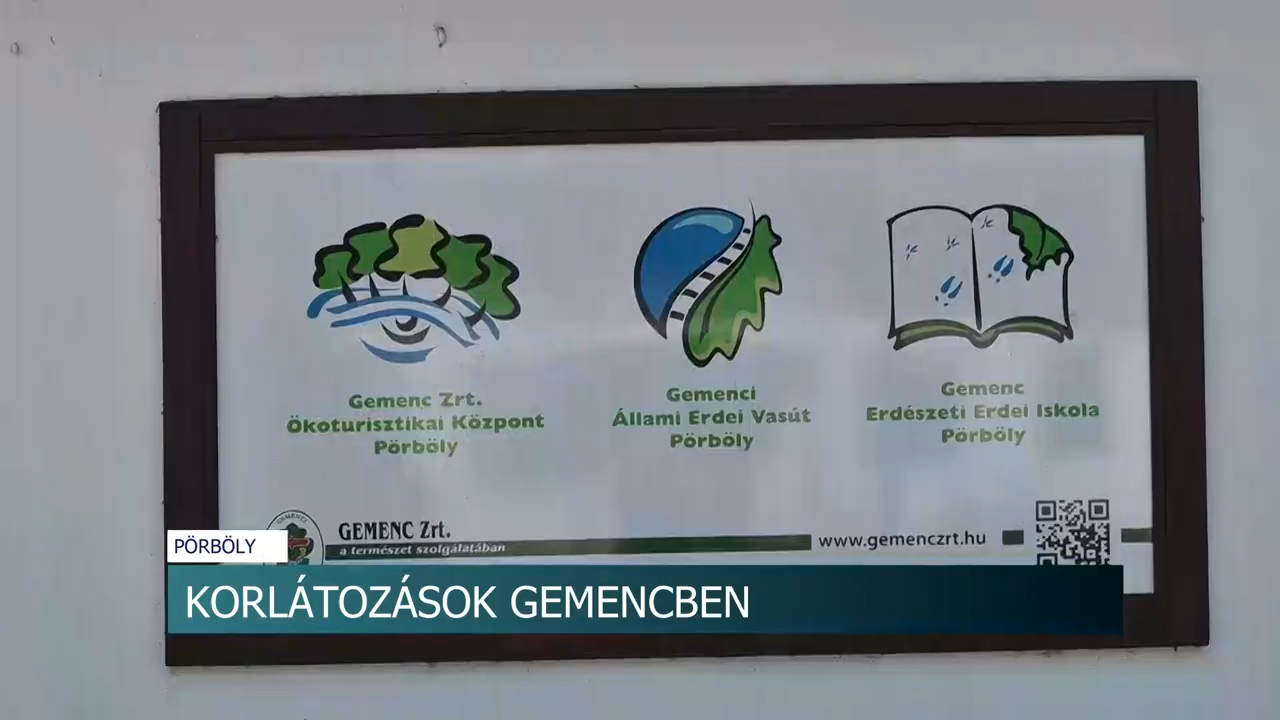 Gemenc Zrt.
Ökoturisztikai Központ
Pörböly
Gemenci
Állami Erdei Vasút
Pörböly
Gemenc
Erdészeti Erdei Iskola
Pörböly
GEMENC
GEMENC Zrt.
a természet szolgálatában
www.gemenczrt.hu
PÖRBÖLY
KORLÁTOZÁSOK GEMENCBEN